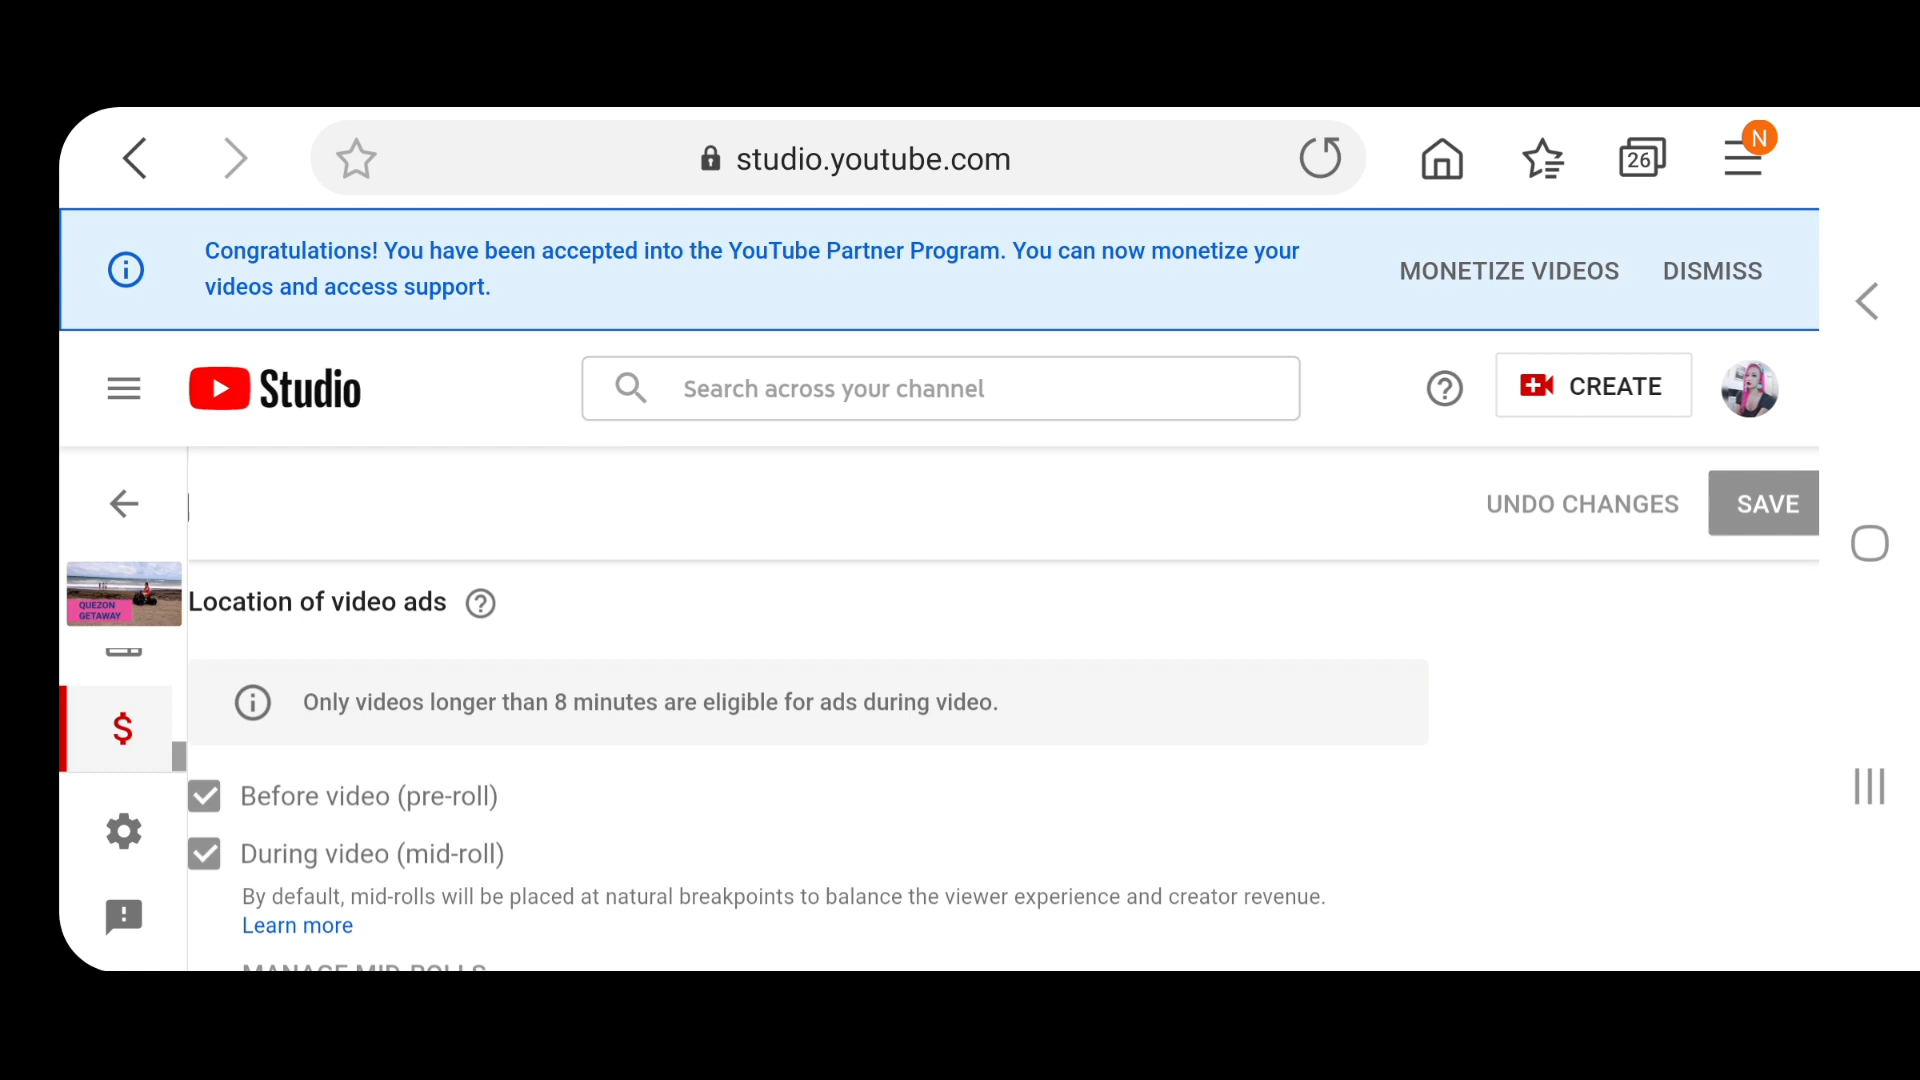 studio.youtube.com
26
N
Congratulations! You have been accepted into the YouTube Partner Program. You can now monetize your
videos and access support.
MONETIZE VIDEOS
DISMISS
Studio
Search across your channel
CREATE
UNDO CHANGES
SAVE
QUEZON
GETAWAY
Location of video ads
Only videos longer than 8 minutes are eligible for ads during video.
Before video (pre-roll)
During video (mid-roll)
By default, mid-rolls will be placed at natural breakpoints to balance the viewer experience and creator revenue.
Learn more
MANAGE MID-ROLLS